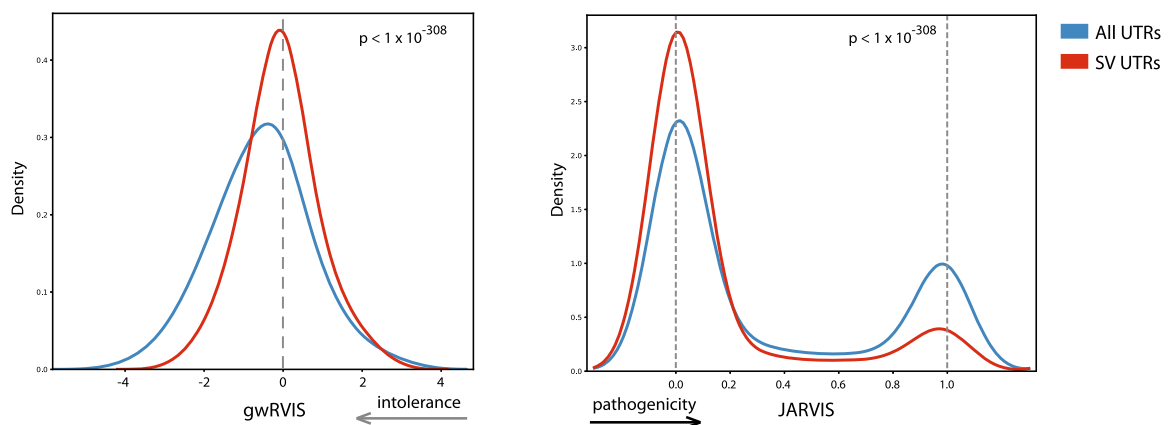 p < 1 x 10-308
Density
0.4
0.3
0.2
0.1
0.0
-4
-2
0
2
4
gwRVIS
intolerance
p < 1 x 10-308
Density
3.0
2.5
2.0
1.5
1.0
0.5
0.0
0.0
0.2
0.4
0.6
0.8
1.0
pathogenicity
JARVIS
All UTRs
SV UTRs